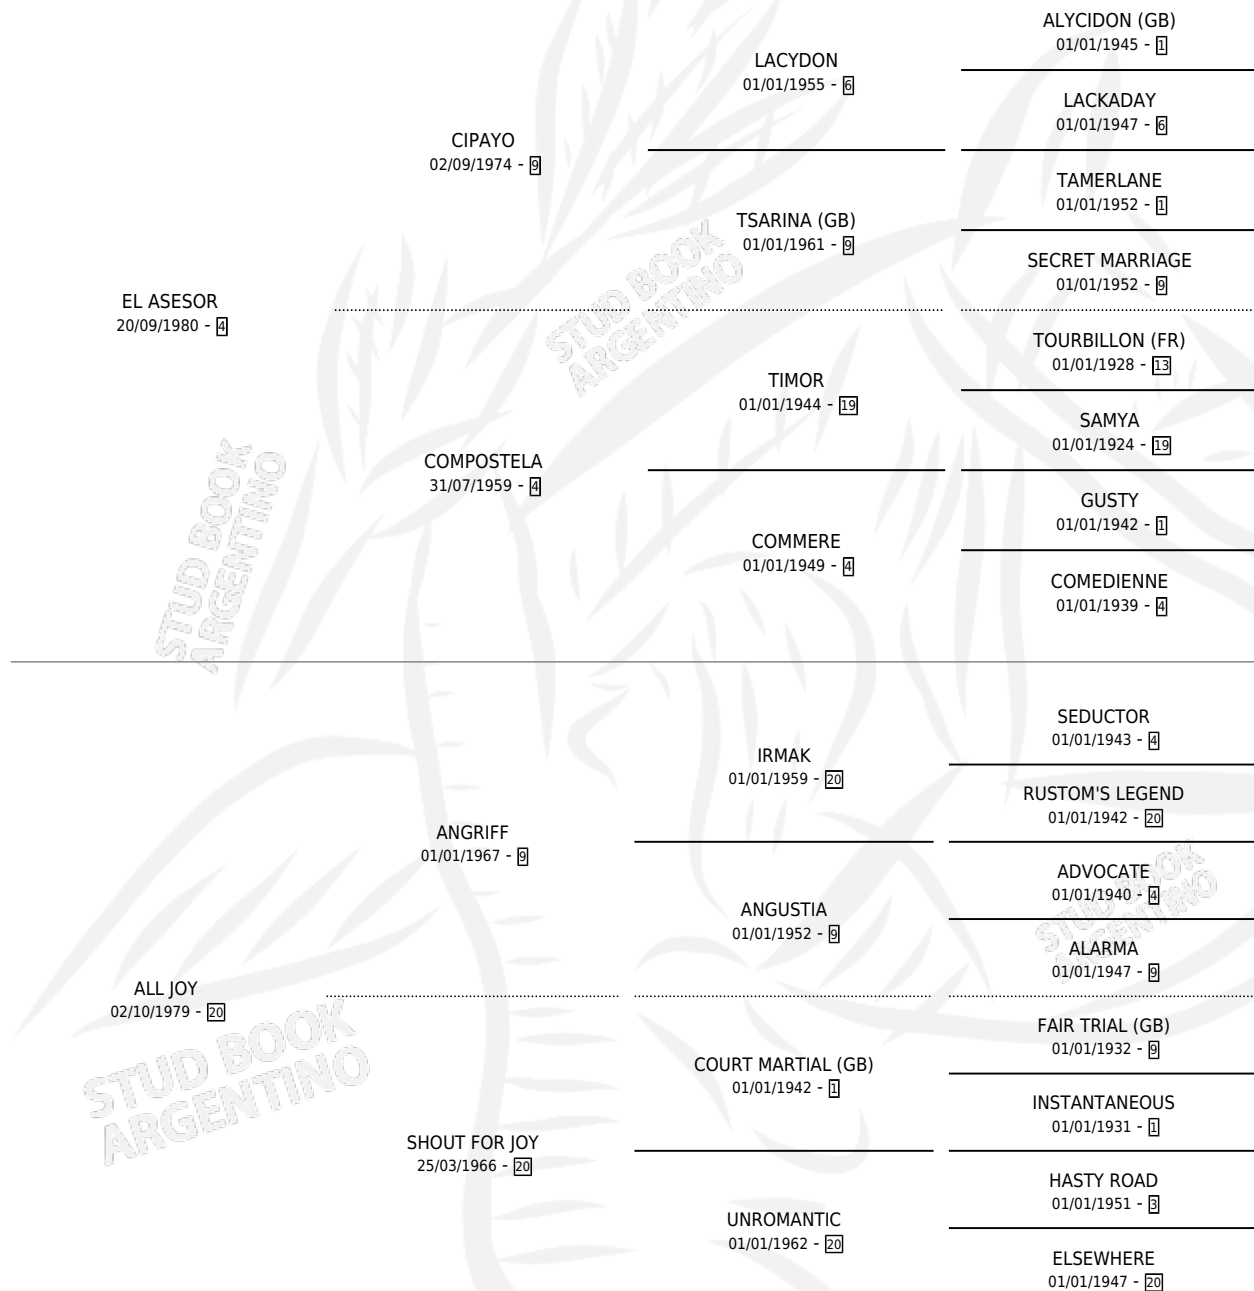 ALYCIDON (GB)
01/01/1945 - 1
LACYDON
01/01/1955 - 6
LACKADAY
01/01/1947 - 6
CIPAYO
02/09/1974 - 9
TAMERLANE
01/01/1952 - 1
TSARINA (GB)
01/01/1961 - 9
SECRET MARRIAGE
01/01/1952 - 9
EL ASESOR
20/09/1980 - 4
TOURBILLON (FR)
01/01/1928 - 13
TIMOR
01/01/1944 - 19
SAMYA
01/01/1924 - 19
COMPOSTELA
31/07/1959 - 4
GUSTY
01/01/1942 - 1
COMMERE
01/01/1949 - 4
COMEDIENNE
01/01/1939 - 4
SEDUCTOR
01/01/1943 - 4
IRMAK
01/01/1959 - 20
RUSTOM'S LEGEND
01/01/1942 - 20
ANGRIFF
01/01/1967 - 9
ADVOCATE
01/01/1940 - 4
ANGUSTIA
01/01/1952 - 9
ALARMA
01/01/1947 - 9
ALL JOY
02/10/1979 - 20
FAIR TRIAL (GB)
01/01/1932 - 9
COURT MARTIAL (GB)
01/01/1942 - 1
INSTANTANEOUS
01/01/1931 - 1
SHOUT FOR JOY
25/03/1966 - 20
HASTY ROAD
01/01/1951 - 3
UNROMANTIC
01/01/1962 - 20
ELSEWHERE
01/01/1947 - 20
STUD BOOK
ARGENTINO
STUD BOOK
ARGENTINO
STUD BOOK
ARGENTINO
STUD BOOK
ARGENTINO